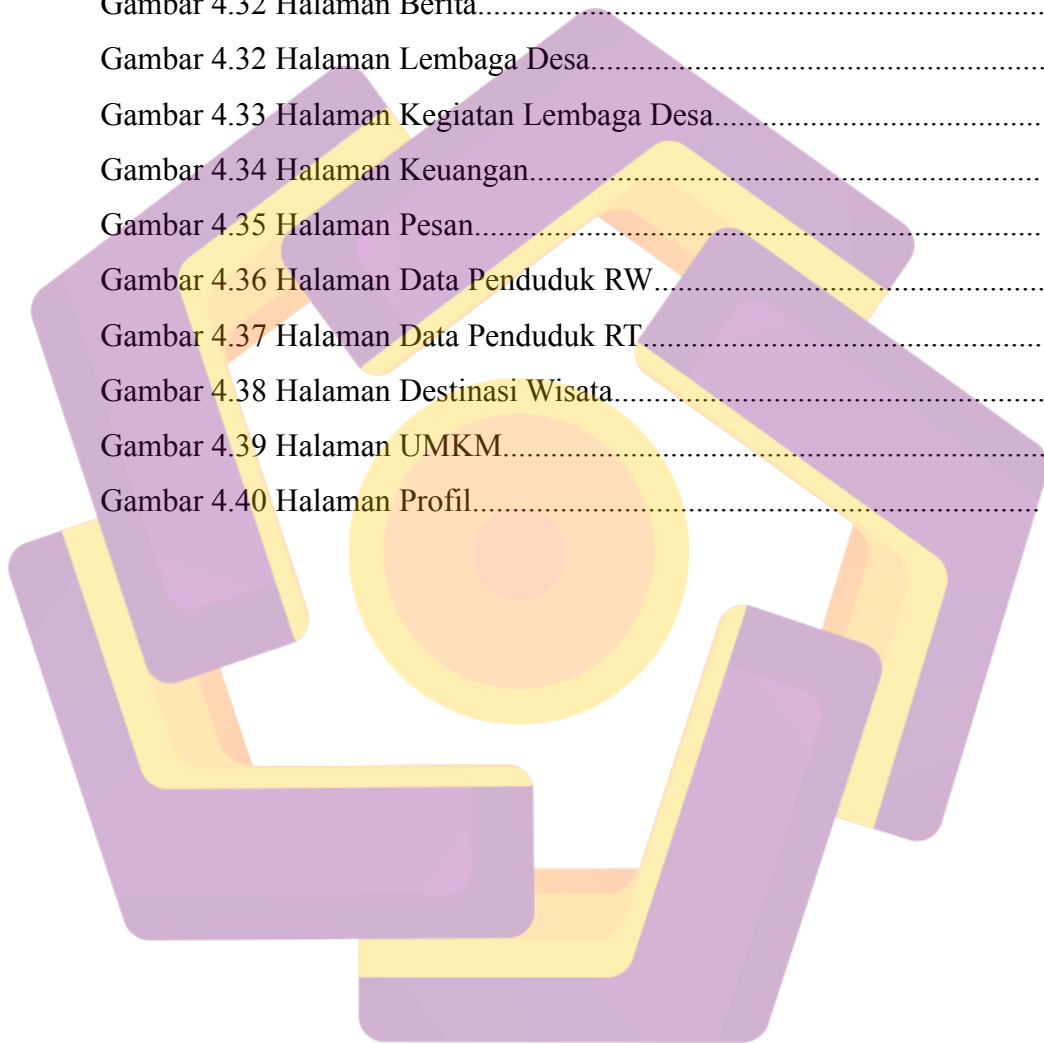 Gambar 4.32 Halaman Berita...............................................................................
Gambar 4.32 Halaman Lembaga Desa...............................................................
Gambar 4.33 Halaman Kegiatan Lembaga Desa.............................................
Gambar 4.34 Halaman Keuangan.......................................................................
Gambar 4.35 Halaman Pesan..............................................................................
Gambar 4.36 Halaman Data Penduduk RW......................................................
Gambar 4.37 Halaman Data Penduduk RT.......................................................
Gambar 4.38 Halaman Destinasi Wisata............................................................
Gambar 4.39 Halaman UMKM..........................................................................
Gambar 4.40 Halaman Profil..............................................................................